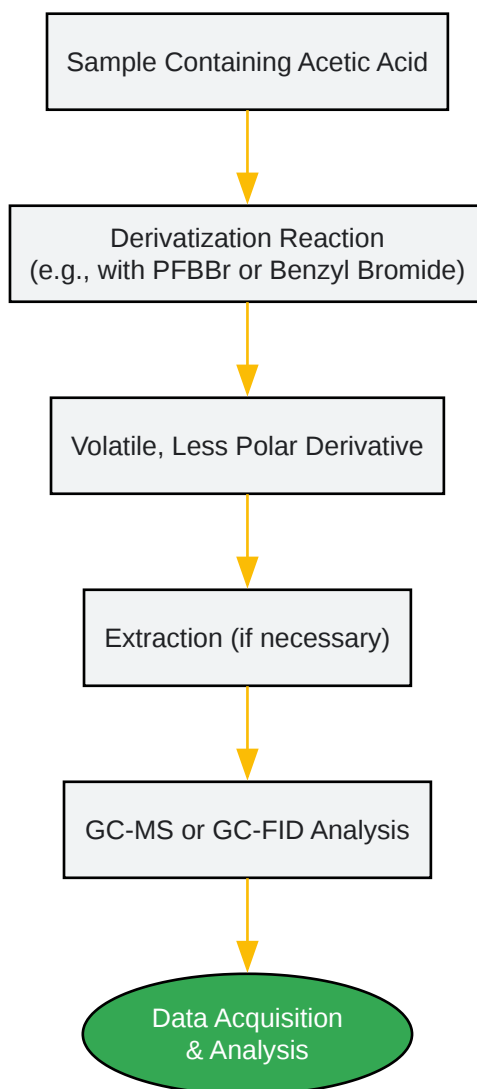 Sample Containing Acetic Acid
Derivatization Reaction
(e.g., with PFBBr or Benzyl Bromide)
Volatile, Less Polar Derivative
Extraction (if necessary)
GC-MS or GC-FID Analysis
Data Acquisition
& Analysis